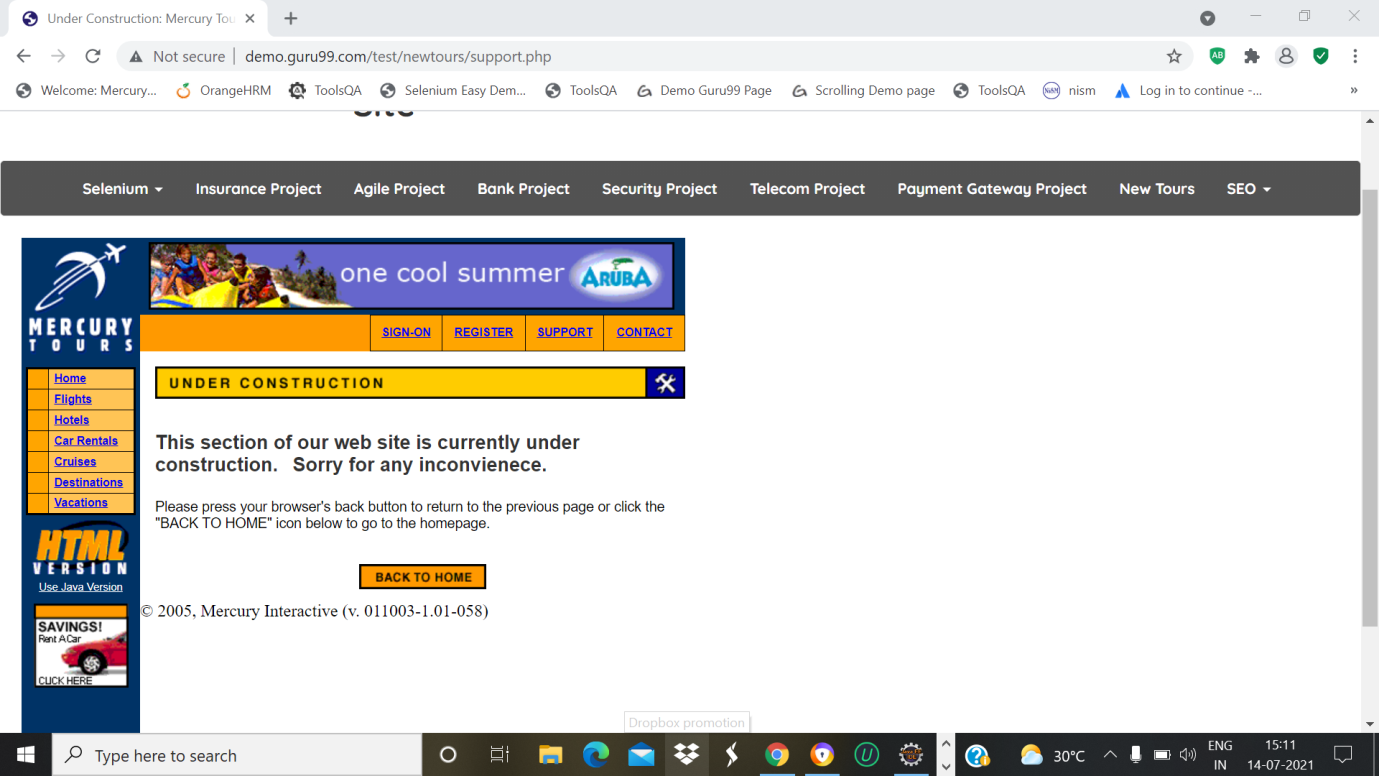 Under Construction: Mercury Tou
Not secure | demo.guru99.com/test/newtours/support.php
AB
Welcome: Mercury... OrangeHRM ToolsQA Selenium Easy Dem... ToolsQA Demo Guru99 Page Scrolling Demo page ToolsQA NISM nism Log in to continue -... »
Site
Selenium Insurance Project Agile Project Bank Project Security Project Telecom Project Payment Gateway Project New Tours SEO
one cool summer ARUBA
MERCURY
TOURS
SIGN-ON REGISTER SUPPORT CONTACT
Home
Flights
Hotels
Car Rentals
Cruises
Destinations
Vacations
HTML
VERSION
Use Java Version
SAVINGS!
Rent A Car
CLICK HERE
UNDER CONSTRUCTION
This section of our web site is currently under
construction. Sorry for any inconvienece.
Please press your browser's back button to return to the previous page or click the
"BACK TO HOME" icon below to go to the homepage.
BACK TO HOME
© 2005, Mercury Interactive (v. 011003-1.01-058)
Dropbox promotion
Type here to search
30°C
ENG
IN
15:11
14-07-2021